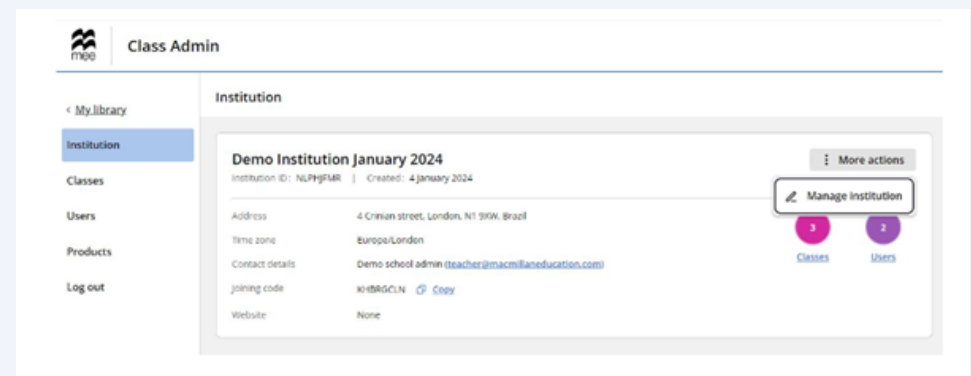 mee
Class Admin
< My library
Institution
Classes
Users
Products
Log out
Institution
Demo Institution January 2024
Institution ID: NLPHJFMR | Created: 4 January 2024
More actions
Manage institution
Address 4 Crinian street, London, N1 9XW, Brazil
Time zone Europe/London
Contact details Demo school admin (teacher@macmillaneducation.com)
Joining code KHBRGCLN Copy
Website None
3
Classes
2
Users